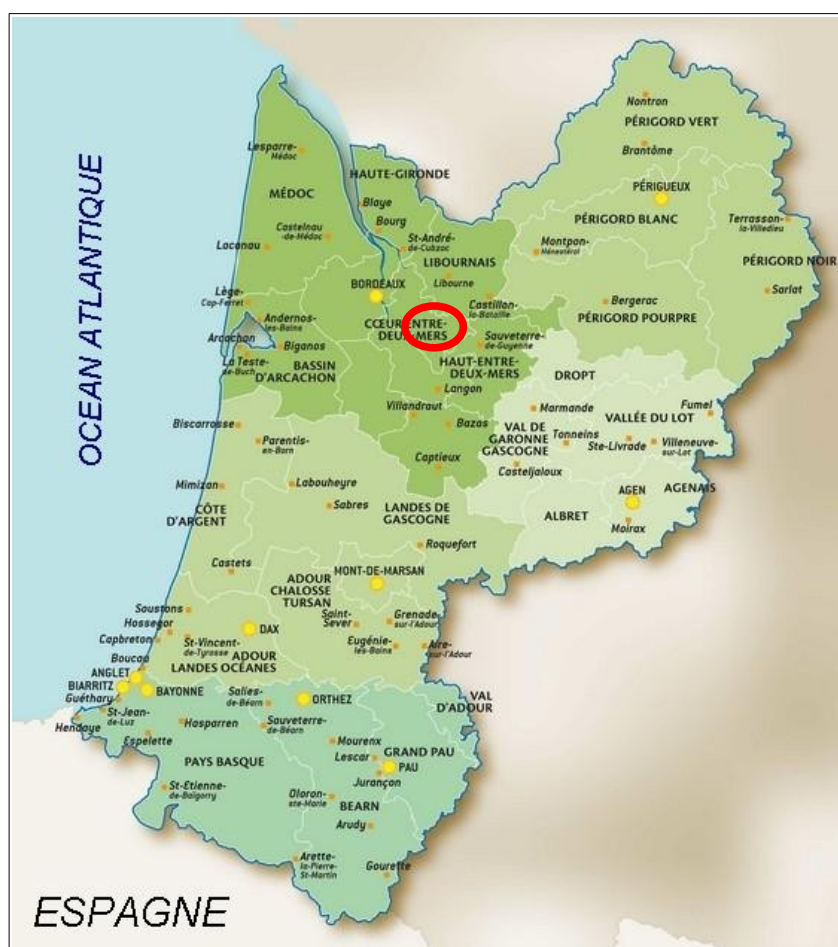 Nontron
PÉRIGORD VERT
Brantôme
Lesparre-
Médoc
HAUTE-GIRONDE
PÉRIGUEUX
MÉDOC
Blaye
PÉRIGORD BLANC
Terrasson-
la-Villedieu
Bourg
Castelnau
-de-Médoc
St-André-
de-Cubzac
Montpon-
Ménestérol
Lacanau
LIBOURNAIS
PÉRIGORD NOIR
BORDEAUX
Libourne
Sarlat
Lège-
Cap-Ferret
Castillon-
la-Bataille
Bergerac
PÉRIGORD POURPRE
Andernos-
les-Bains
CŒUR ENTRE-
DEUX-MERS
Arcachon
Biganos
Sauveterre-
de-Guyenne
La Teste-
de-Buch
BASSIN
D'ARCACHON
HAUT-ENTRE-
DEUX-MERS
DROPT
Langon
Villandraut
Marmande
Fumel
VALLÉE DU LOT
Biscarrosse
Bazas
VAL DE
GARONNE
GASCOGNE
Tonneins
Parentis-
en-Born
Ste-Livrade
Villeneuve-
sur-Lot
Captieux
Casteljaloux
Mimizan
Labouheyre
AGEN
AGENAIS
CÔTE
D'ARGENT
Sabres
LANDES DE
GASCOGNE
ALBRET
Moirax
Roquefort
Castets
ADOUR
CHALOSSE
TURSAN
MONT-DE-MARSAN
Soustons
Hossegor
Saint-
Sever
Grenade-
sur-l'Adour
Capbreton
St-Vincent-
de-Tyrosse
DAX
Eugénie-
les-Bains
Aire-
sur-l'Adour
Boucau
ADOUR
LANDES OCÉANES
ANGLET
BIARRITZ
BAYONNE
Salies-
de-Béarn
ORTHEZ
VAL
D'ADOUR
Guéthary
St-Jean-
de-Luz
Hasparren
Sauveterre-
de-Béarn
Hendaye
Espelette
Mourenx
GRAND PAU
PAYS BASQUE
Lescar
PAU
St-Etienne-
de-Baïgorry
Jurançon
Oloron-
ste-Marie
BEARN
Arudy
Arette-
la-Pierre-
St-Martin
Gourette
OCEAN ATLANTIQUE
ESPAGNE